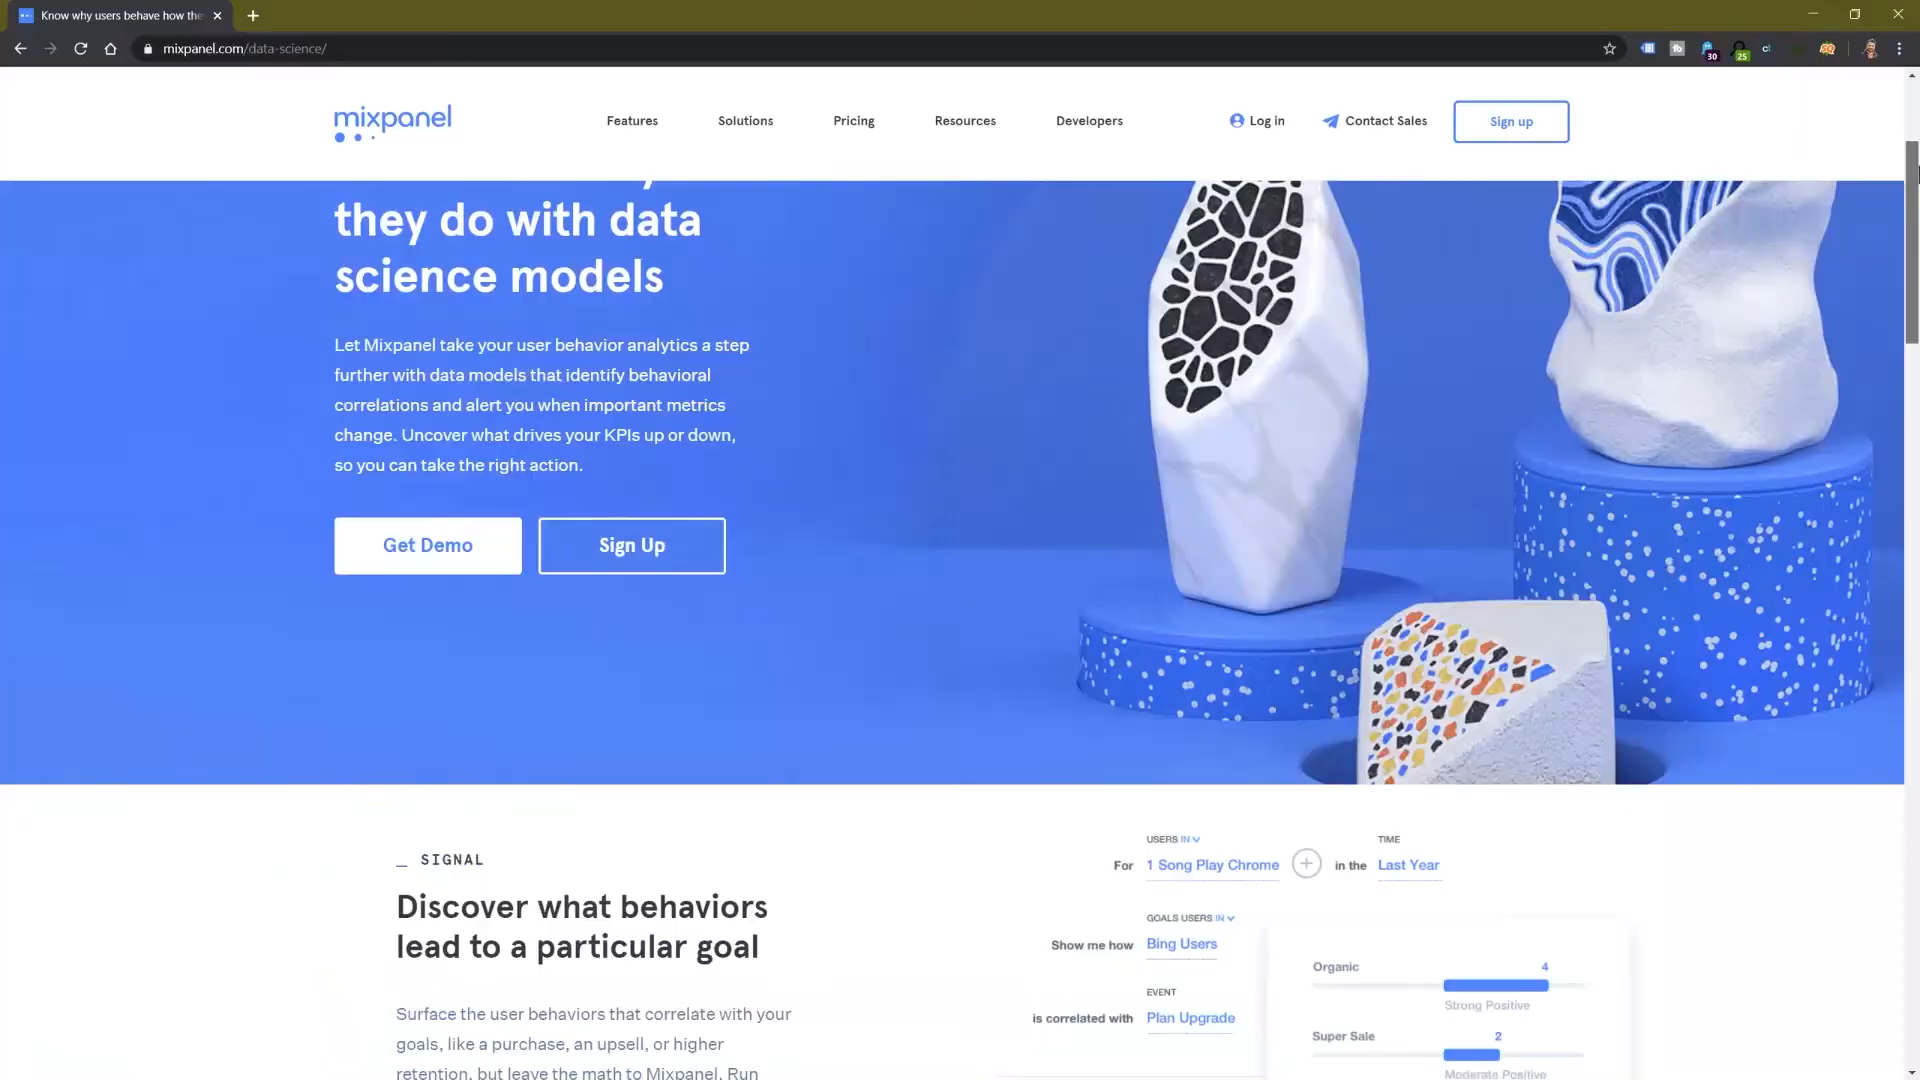 Know why users behave how the
mixpanel.com/data-science/
30
25
mixpanel
Features
Solutions
Pricing
Resources
Developers
Log in
Contact Sales
Sign up
they do with data
science models
Let Mixpanel take your user behavior analytics a step
further with data models that identify behavioral
correlations and alert you when important metrics
change. Uncover what drives your KPIs up or down,
so you can take the right action.
Get Demo
Sign Up
_ SIGNAL
Discover what behaviors
lead to a particular goal
Surface the user behaviors that correlate with your
goals, like a purchase, an upsell, or higher
retention, but leave the math to Mixpanel. Run
USERS IN
TIME
For 1 Song Play Chrome in the Last Year
GOALS USERS IN
Show me how Bing Users
EVENT
is correlated with Plan Upgrade
Organic 4
Strong Positive
Super Sale 2
Moderate Positive